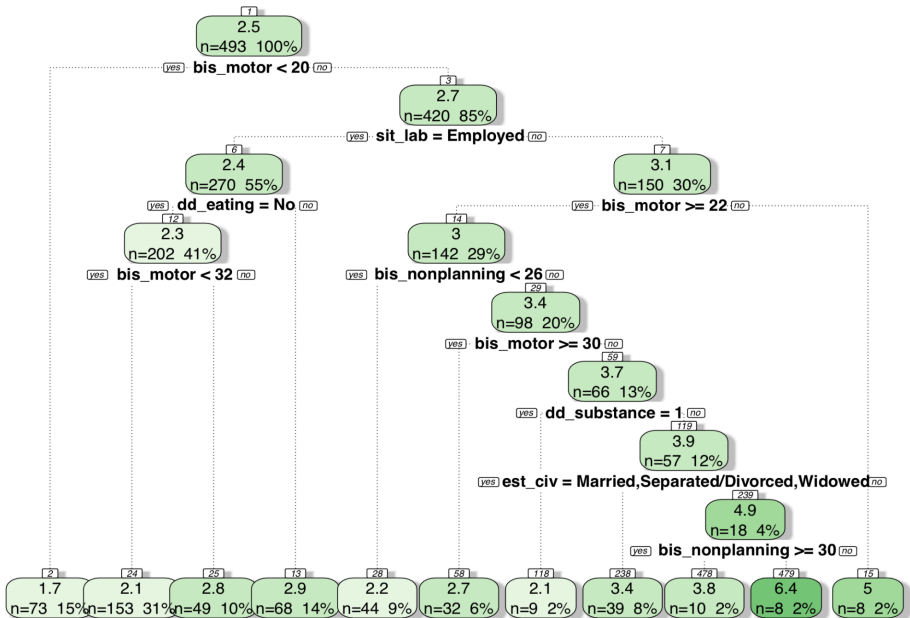 1
2.5
n=493 100%
yes bis_motor < 20 no
3
2.7
n=420 85%
yes sit_lab = Employed no
6
2.4
n=270 55%
yes dd_eating = No no
7
3.1
n=150 30%
yes bis_motor >= 22 no
12
2.3
n=202 41%
yes bis_motor < 32 no
14
3
n=142 29%
yes bis_nonplanning < 26 no
29
3.4
n=98 20%
yes bis_motor >= 30 no
59
3.7
n=66 13%
yes dd_substance = 1 no
119
3.9
n=57 12%
yes est_civ = Married,Separated/Divorced,Widowed no
239
4.9
n=18 4%
yes bis_nonplanning >= 30 no
2
1.7
n=73 15%
24
2.1
n=153 31%
25
2.8
n=49 10%
13
2.9
n=68 14%
28
2.2
n=44 9%
58
2.7
n=32 6%
118
2.1
n=9 2%
238
3.4
n=39 8%
478
3.8
n=10 2%
479
6.4
n=8 2%
15
5
n=8 2%